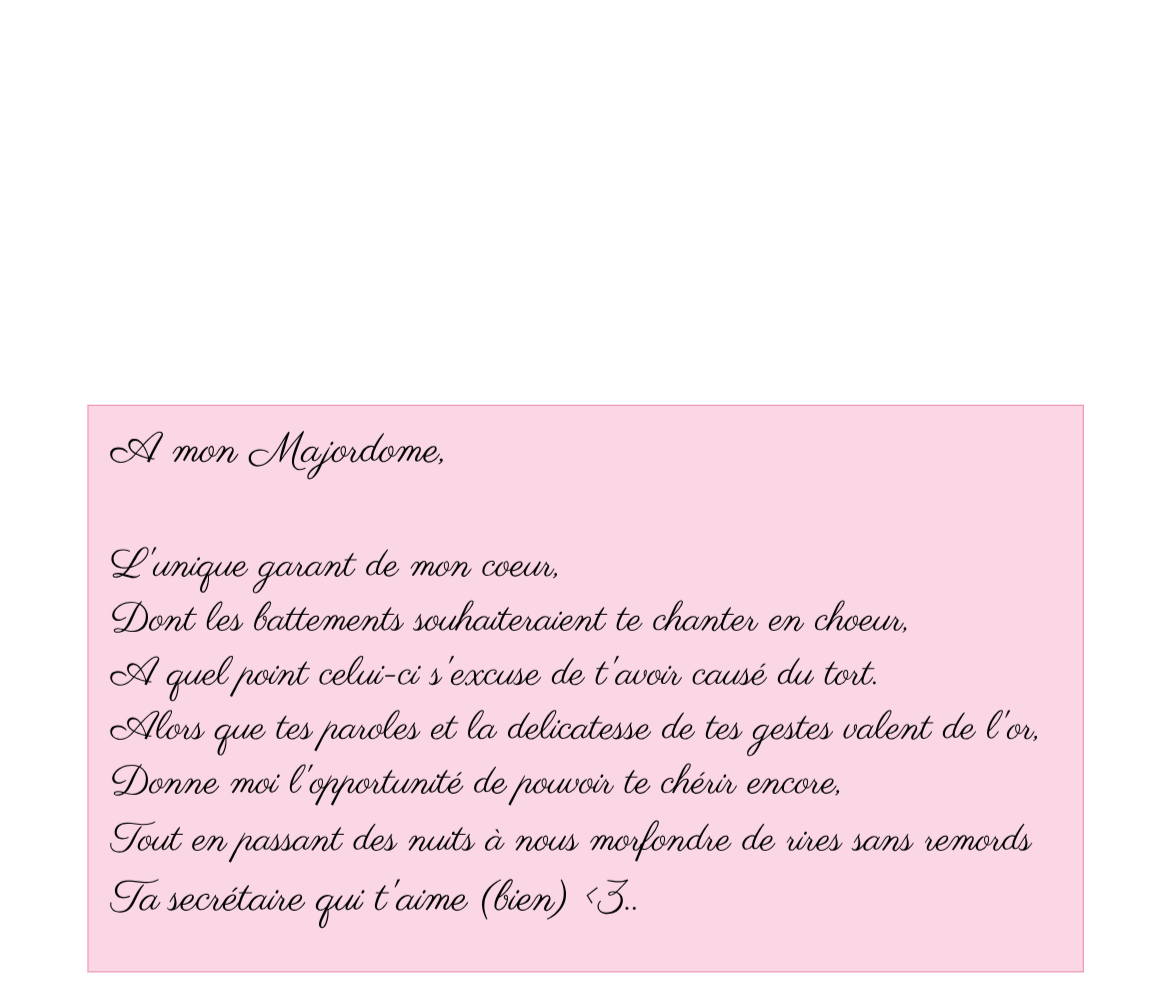 A mon Majordome,
L'unique garant de mon coeur,
Dont les battements souhaiteraient te chanter en choeur,
A quel point celui-ci s'excuse de t'avoir causé du tort.
Alors que tes paroles et la delicatesse de tes gestes valent de l'or,
Donne moi l'opportunité de pouvoir te chérir encore,
Tout en passant des nuits à nous morfondre de rires sans remords
Ta secrétaire qui t'aime (bien) <3..